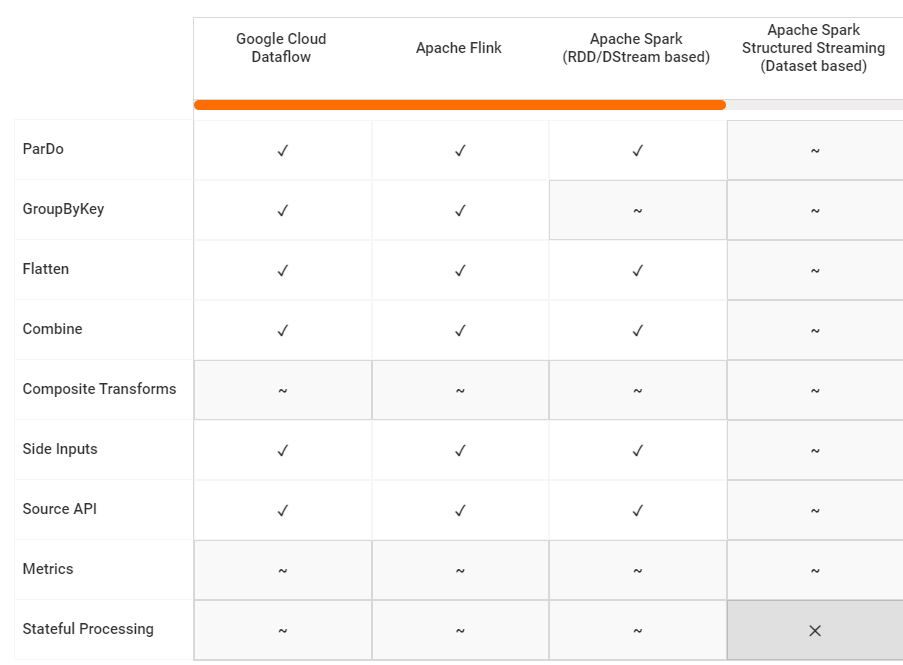 Google Cloud
Dataflow
Apache Flink
Apache Spark
(RDD/DStream based)
Apache Spark
Structured Streaming
(Dataset based)
ParDo ✓ ✓ ✓ ~
GroupByKey ✓ ✓ ~ ~
Flatten ✓ ✓ ✓ ~
Combine ✓ ✓ ✓ ~
Composite Transforms ~ ~ ~ ~
Side Inputs ✓ ✓ ✓ ~
Source API ✓ ✓ ✓ ~
Metrics ~ ~ ~ ~
Stateful Processing ~ ~ ~ ✕